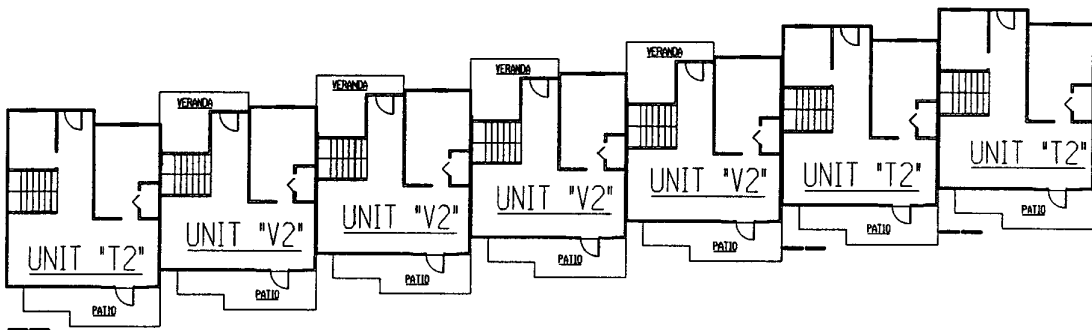 UNIT "T2"
PATIO
VERANDA
UNIT "V2"
PATIO
VERANDA
UNIT "V2"
PATIO
VERANDA
UNIT "V2"
PATIO
VERANDA
UNIT "V2"
PATIO
UNIT "T2"
PATIO
UNIT "T2"
PATIO